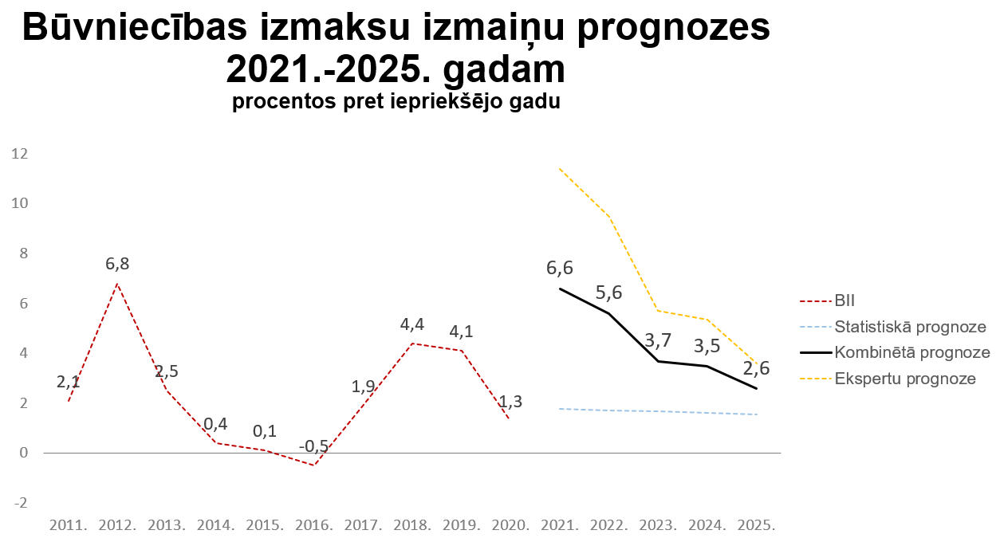 Būvniecības izmaksu izmaiņu prognozes
2021.-2025. gadam
procentos pret iepriekšējo gadu
12
10
8
6
4
2
0
-2
2,1
6,8
2,5
0,4
0,1
-0,5
1,9
4,4
4,1
1,3
6,6
5,6
3,7
3,5
2,6
2011. 2012. 2013. 2014. 2015. 2016. 2017. 2018. 2019. 2020. 2021. 2022. 2023. 2024. 2025.
BII
Statistiskā prognoze
Kombinētā prognoze
Ekspertu prognoze